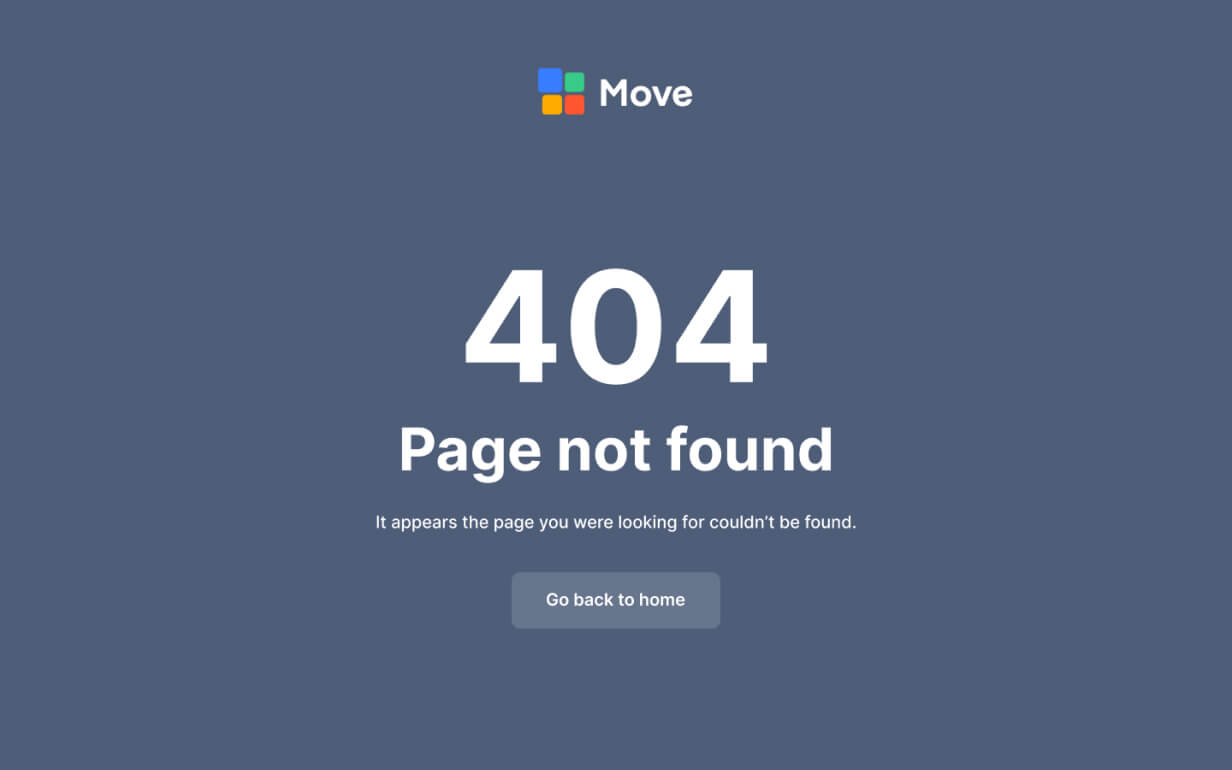 Move
404
Page not found
It appears the page you were looking for couldn’t be found.
Go back to home